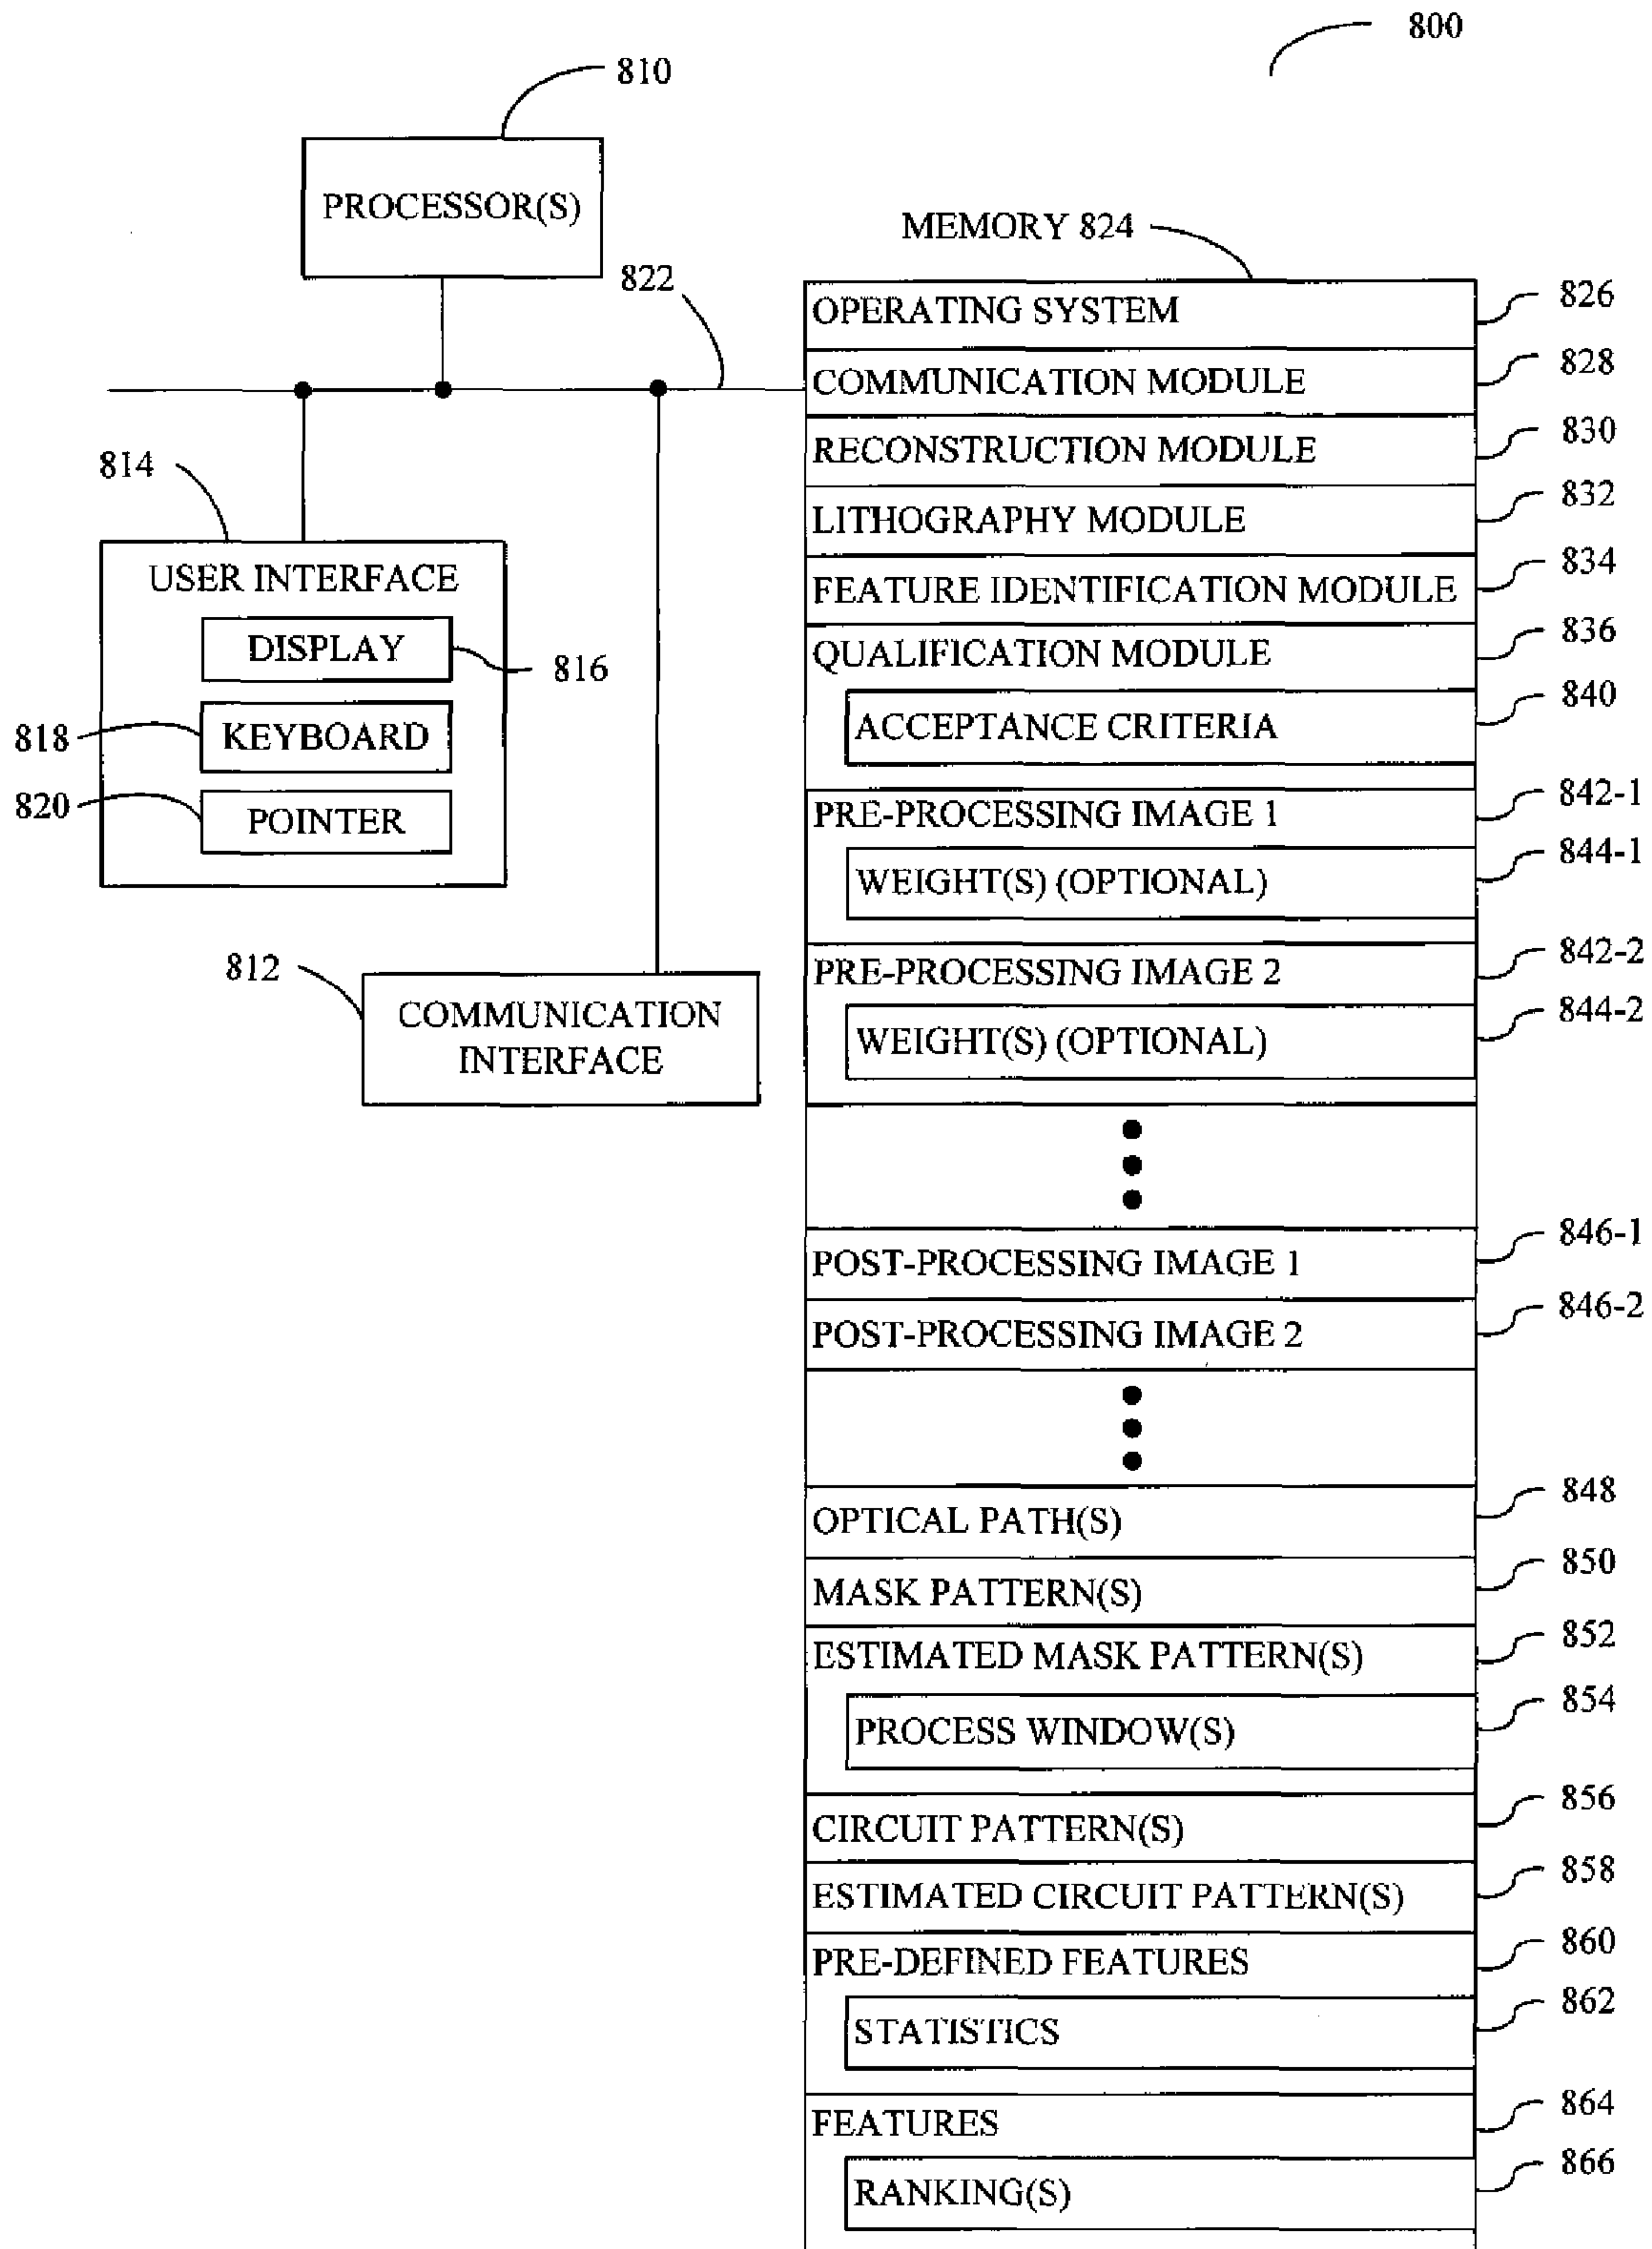 800
810
PROCESSOR(S)
MEMORY 824
822
OPERATING SYSTEM
826
COMMUNICATION MODULE
828
RECONSTRUCTION MODULE
830
LITHOGRAPHY MODULE
832
FEATURE IDENTIFICATION MODULE
834
QUALIFICATION MODULE
836
ACCEPTANCE CRITERIA
840
PRE-PROCESSING IMAGE 1
842-1
WEIGHT(S) (OPTIONAL)
844-1
PRE-PROCESSING IMAGE 2
842-2
WEIGHT(S) (OPTIONAL)
844-2
POST-PROCESSING IMAGE 1
846-1
POST-PROCESSING IMAGE 2
846-2
OPTICAL PATH(S)
848
MASK PATTERN(S)
850
ESTIMATED MASK PATTERN(S)
852
PROCESS WINDOW(S)
854
CIRCUIT PATTERN(S)
856
ESTIMATED CIRCUIT PATTERN(S)
858
PRE-DEFINED FEATURES
860
STATISTICS
862
FEATURES
864
RANKING(S)
866
814
USER INTERFACE
DISPLAY
816
818
KEYBOARD
820
POINTER
812
COMMUNICATION
INTERFACE